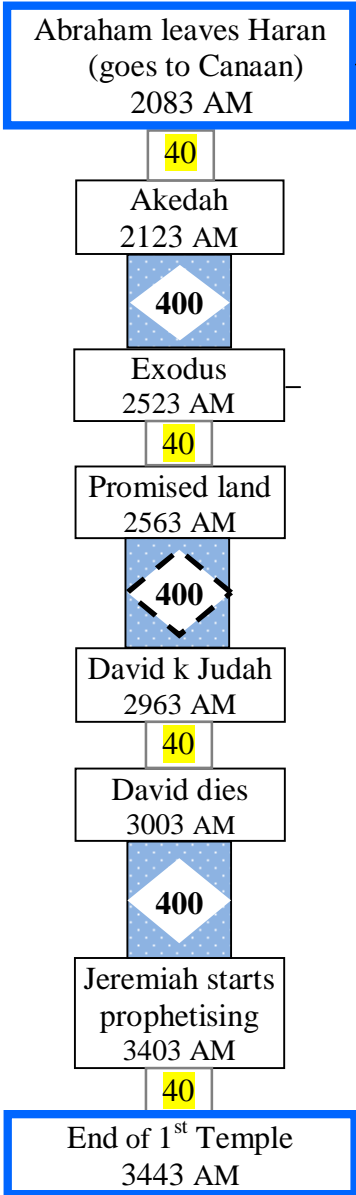 Abraham leaves Haran
(goes to Canaan)
2083 AM
40
Akedah
2123 AM
400
Exodus
2523 AM
40
Promised land
2563 AM
400
David k Judah
2963 AM
40
David dies
3003 AM
400
Jeremiah starts
prophetising
3403 AM
40
End of 1st Temple
3443 AM